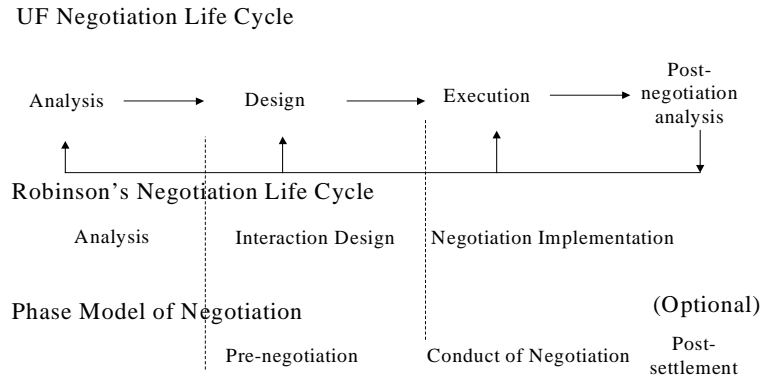 UF Negotiation Life Cycle
Post-
negotiation
analysis
Analysis
Design
Execution
Robinson's Negotiation Life Cycle
Analysis
Interaction Design
Negotiation Implementation
Phase Model of Negotiation
(Optional)
Pre-negotiation
Conduct of Negotiation
Post-
settlement